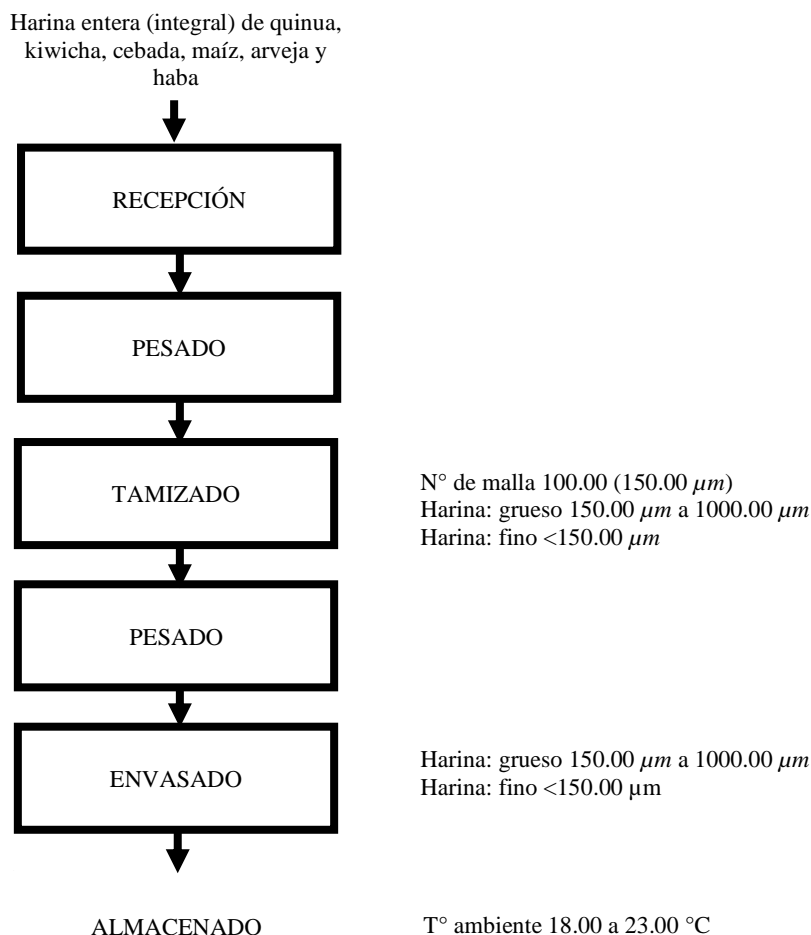 Harina entera (integral) de quinua,
kiwicha, cebada, maíz, arveja y
haba
RECEPCIÓN
PESADO
TAMIZADO
N° de malla 100.00 (150.00 µm)
Harina: grueso 150.00 µm a 1000.00 µm
Harina: fino <150.00 µm
PESADO
ENVASADO
Harina: grueso 150.00 µm a 1000.00 µm
Harina: fino <150.00 µm
ALMACENADO
T° ambiente 18.00 a 23.00 °C